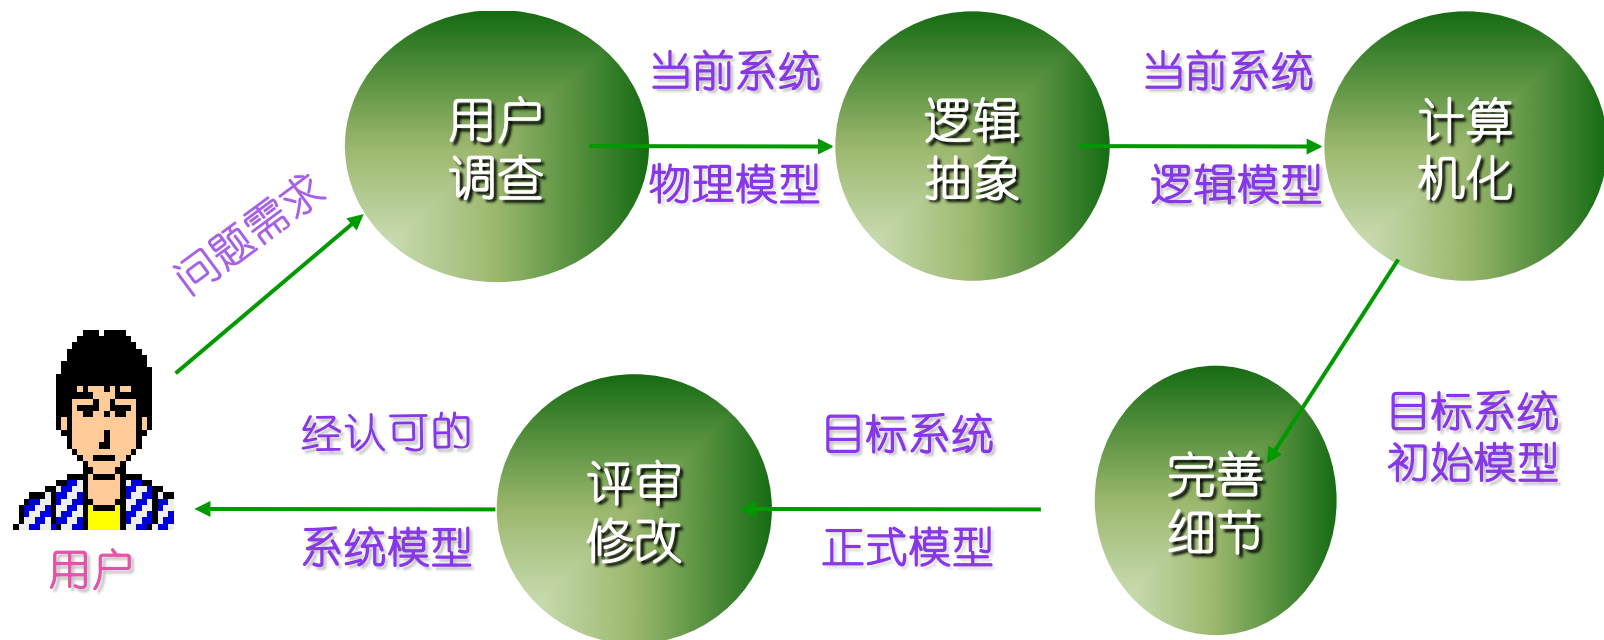 当前系统
当前系统
用户
调查
逻辑
抽象
计算
机化
物理模型
逻辑模型
问题需求
目标系统
初始模型
经认可的
目标系统
完善
细节
评审
修改
系统模型
正式模型
用户